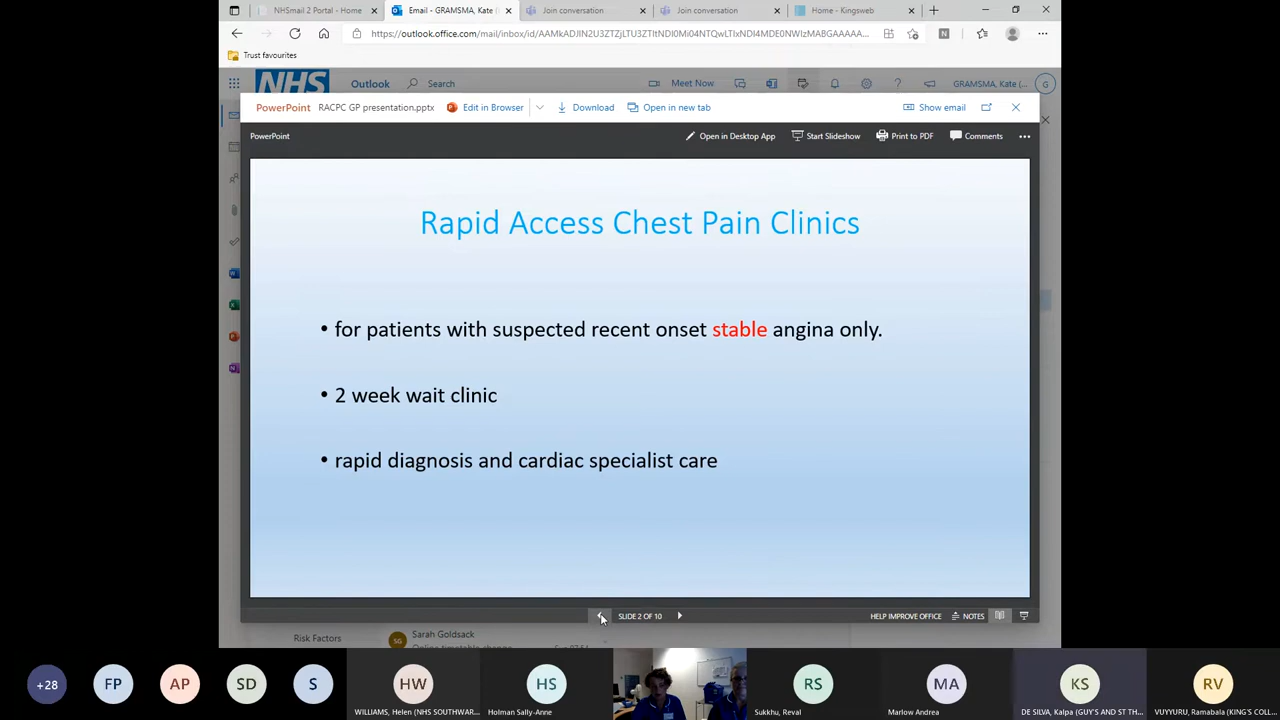 NHSmail 2 Portal - Home
Email - GRAMSMA, Kate (
Join conversation
Join conversation
Home - Kingsweb
Trust favourites
NHS
Outlook
Search
Meet Now
GRAMSMA, Kate (
G
PowerPoint
RACPC GP presentation.pptx
Edit in Browser
Download
Open in new tab
Show email
PowerPoint
Open in Desktop App
Start Slideshow
Print to PDF
Comments
Rapid Access Chest Pain Clinics
• for patients with suspected recent onset stable angina only.
• 2 week wait clinic
• rapid diagnosis and cardiac specialist care
SLIDE 2 OF 10
HELP IMPROVE OFFICE
NOTES
Risk Factors
SG
Sarah Goldsack
+28
FP
AP
SD
S
HW
HS
RS
MA
KS
RV
WILLIAMS, Helen (NHS SOUTHWAR...
Holman Sally-Anne
Sukkhu, Reval
Marlow Andrea
DE SILVA, Kalpa (GUY'S AND ST TH...
VUYYURU, Ramabala (KING'S COLL...